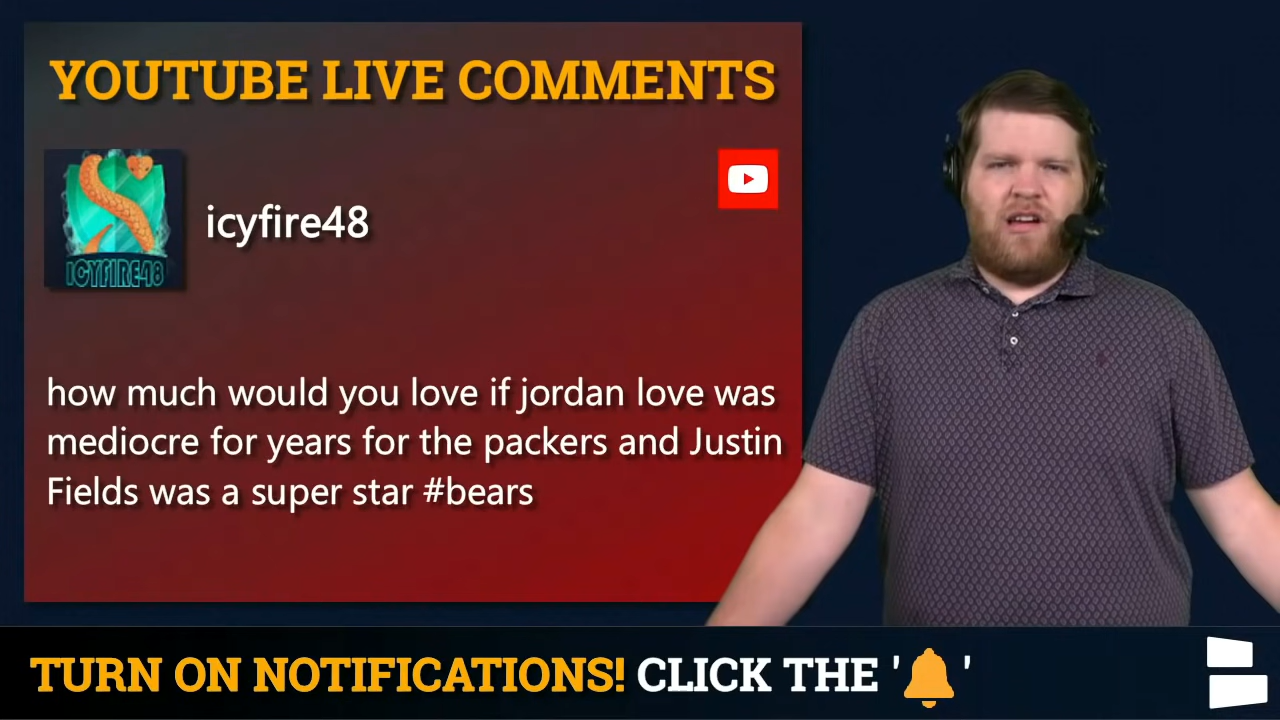 YOUTUBE LIVE COMMENTS
icyfire48
ICYFIRE48
how much would you love if jordan love was
mediocre for years for the packers and Justin
Fields was a super star #bears
TURN ON NOTIFICATIONS! CLICK THE ' '